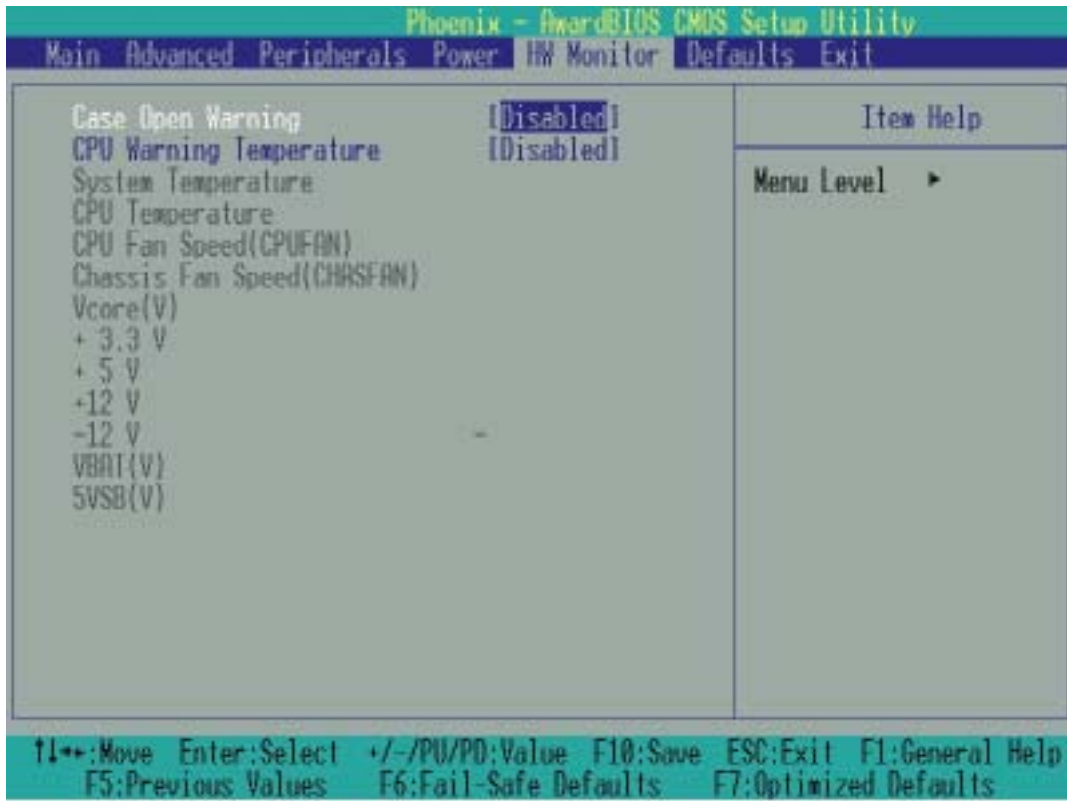 Phoenix - AwardBIOS CMOS Setup Utility
Main Advanced Peripherals Power HW Monitor Defaults Exit
Case Open Warning [Disabled]
CPU Warning Temperature [Disabled]
System Temperature
CPU Temperature
CPU Fan Speed(CPUFAN)
Chassis Fan Speed(CHASFAN)
Vcore(V)
+ 3.3 V
+ 5 V
+12 V
-12 V -
VBAT(V)
5VSB(V)
Item Help
Menu Level ►
↑↓→←:Move Enter:Select +/-/PU/PD:Value F10:Save ESC:Exit F1:General Help
F5:Previous Values F6:Fail-Safe Defaults F7:Optimized Defaults